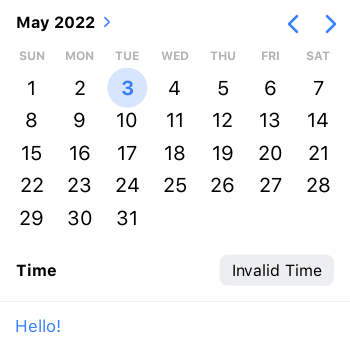 May 2022
SUN MON TUE WED THU FRI SAT
1 2 3 4 5 6 7
8 9 10 11 12 13 14
15 16 17 18 19 20 21
22 23 24 25 26 27 28
29 30 31
Time Invalid Time
Hello!